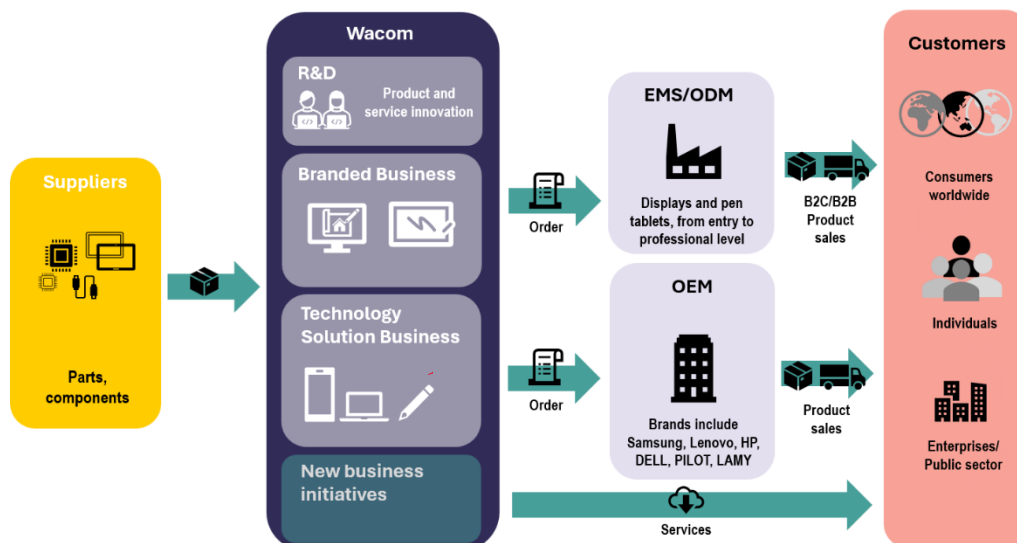 Suppliers
Parts,
components
Wacom
R&D
Product and
service innovation
Branded Business
Technology
Solution Business
New business
initiatives
Order
Order
EMS/ODM
Displays and pen
tablets, from entry to
professional level
OEM
Brands include
Samsung, Lenovo, HP,
DELL, PILOT, LAMY
B2C/B2B
Product
sales
Product
sales
Services
Customers
Consumers
worldwide
Individuals
Enterprises/
Public sector